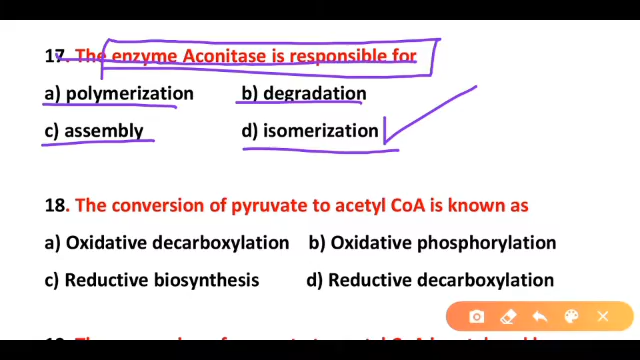 17. The enzyme Aconitase is responsible for
a) polymerization b) degradation
c) assembly d) isomerization
18. The conversion of pyruvate to acetyl CoA is known as
a) Oxidative decarboxylation b) Oxidative phosphorylation
c) Reductive biosynthesis d) Reductive decarboxylation